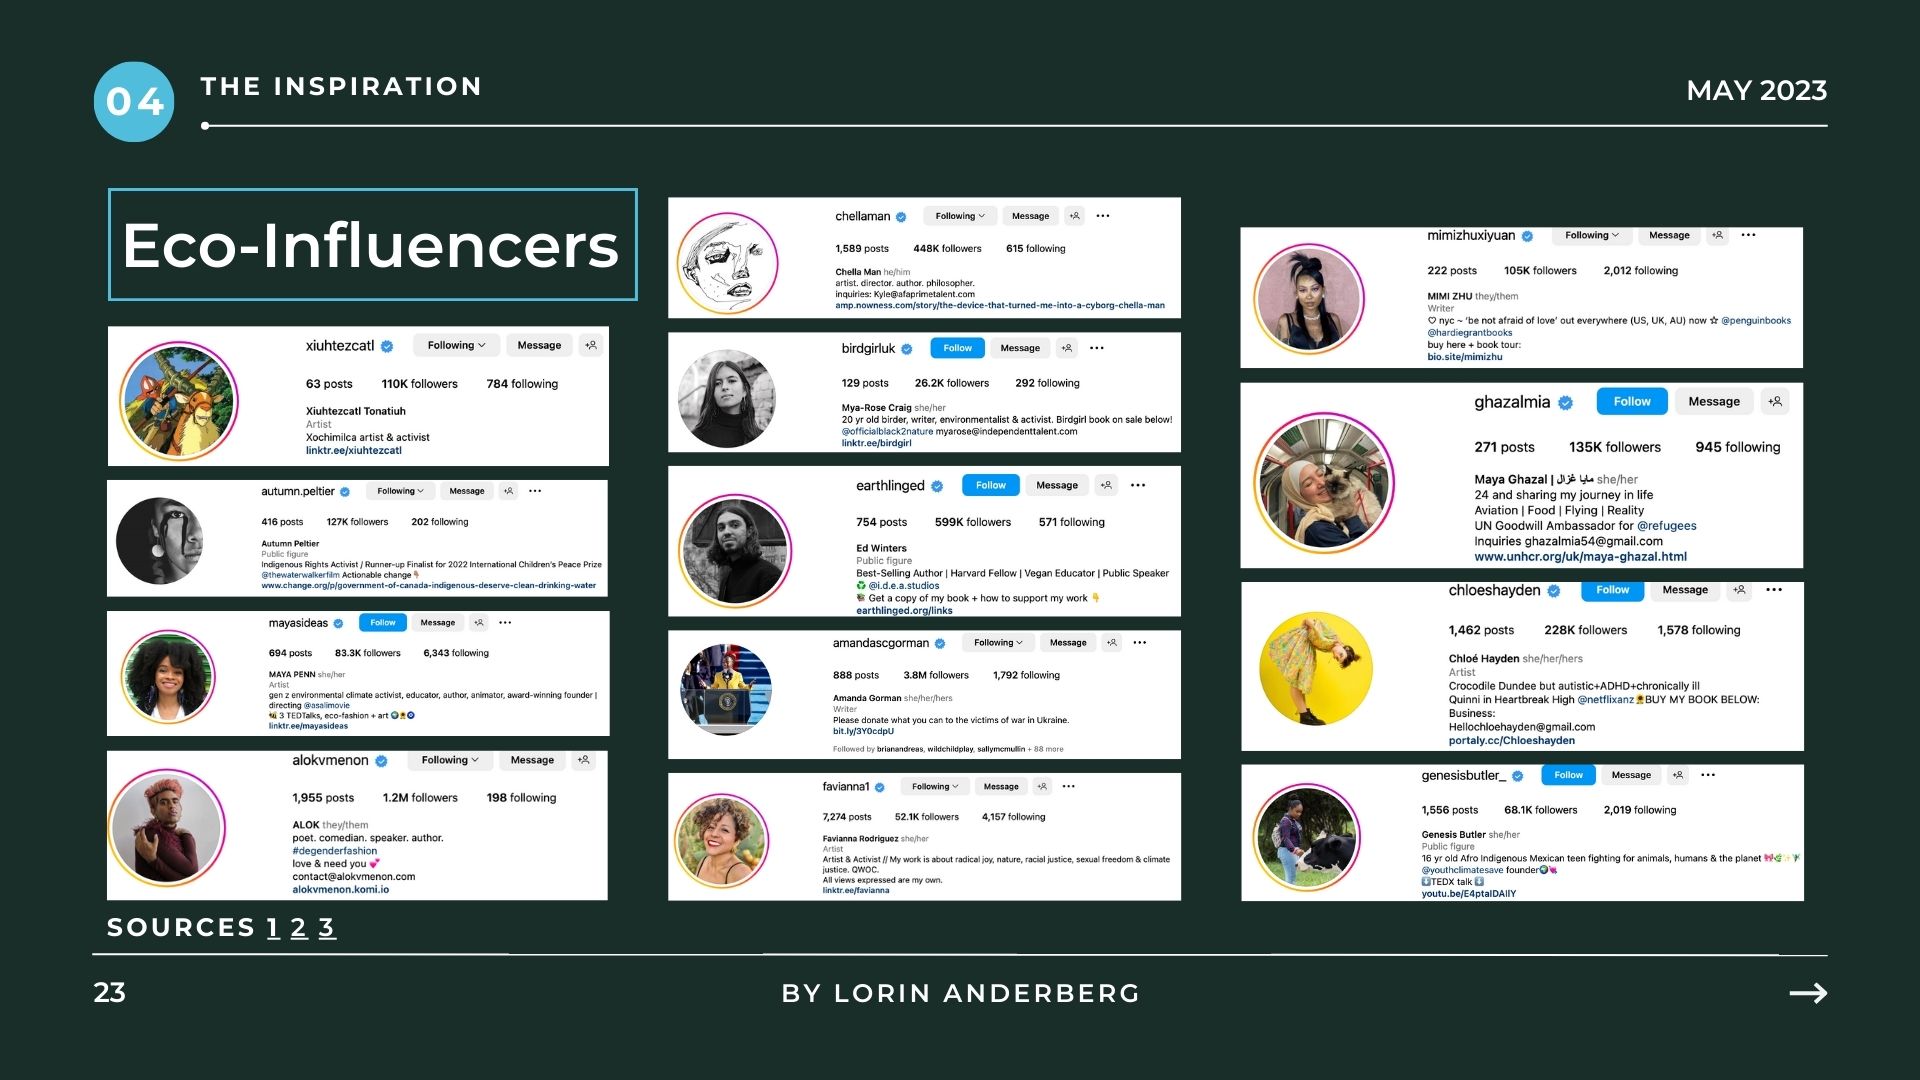 04
THE INSPIRATION
MAY 2023
Eco-Influencers
xiuhtezcatl Following Message
63 posts 110K followers 784 following
Xiuhtezcatl Tonatiuh
Artist
Xochimilca artist & activist
linktr.ee/xiuhtezcatl
autumn.peltier Following Message
416 posts 127K followers 202 following
Autumn Peltier
Public figure
Indigenous Rights Activist / Runner-up Finalist for 2022 International Children's Peace Prize
@thewaterwalkerfilm Actionable change👇🏽
www.change.org/p/government-of-canada-indigenous-deserve-clean-drinking-water
mayasideas Follow Message
694 posts 83.3K followers 6,343 following
MAYA PENN she/her
Artist
gen z environmental climate activist, educator, author, animator, award-winning founder |
directing @asalimovie
🐝 3 TEDTalks, eco-fashion + art 🌍🌻🧿
linktr.ee/mayasideas
alokvmenon Following Message
1,955 posts 1.2M followers 198 following
ALOK they/them
poet. comedian. speaker. author.
#degenderfashion
love & need you 💕
contact@alokvmenon.com
alokvmenon.komi.io
chellaman Following Message
1,589 posts 448K followers 615 following
Chella Man he/him
artist. director. author. philosopher.
inquiries: Kyle@afaprimetalent.com
amp.nowness.com/story/the-device-that-turned-me-into-a-cyborg-chella-man
birdgirluk Follow Message
129 posts 26.2K followers 292 following
Mya-Rose Craig she/her
20 yr old birder, writer, environmentalist & activist. Birdgirl book on sale below!
@officialblack2nature myarose@independenttalent.com
linktr.ee/birdgirl
earthlinged Follow Message
754 posts 599K followers 571 following
Ed Winters
Public figure
Best-Selling Author | Harvard Fellow | Vegan Educator | Public Speaker
♻️ @i.d.e.a.studios
📚 Get a copy of my book + how to support my work 👇
earthlinged.org/links
amandascgorman Following Message
888 posts 3.8M followers 1,792 following
Amanda Gorman she/her/hers
Writer
Please donate what you can to the victims of war in Ukraine.
bit.ly/3Y0cdpU
Followed by brianandreas, wildchildplay, sallymcmullin + 88 more
favianna1 Following Message
7,274 posts 52.1K followers 4,157 following
Favianna Rodriguez she/her
Artist
Artist & Activist // My work is about radical joy, nature, racial justice, sexual freedom & climate
justice. QWOC.
All views expressed are my own.
linktr.ee/favianna
mimizhuxiyuan Following Message
222 posts 105K followers 2,012 following
MIMI ZHU they/them
Writer
♡ nyc ~ 'be not afraid of love' out everywhere (US, UK, AU) now ☆ @penguinbooks
@hardiegrantbooks
buy here + book tour:
bio.site/mimizhu
ghazalmia Follow Message
271 posts 135K followers 945 following
Maya Ghazal | مايا غزال she/her
24 and sharing my journey in life
Aviation | Food | Flying | Reality
UN Goodwill Ambassador for @refugees
Inquiries ghazalmia54@gmail.com
www.unhcr.org/uk/maya-ghazal.html
chloeshayden Follow Message
1,462 posts 228K followers 1,578 following
Chloé Hayden she/her/hers
Artist
Crocodile Dundee but autistic+ADHD+chronically ill
Quinni in Heartbreak High @netflixanz🌻BUY MY BOOK BELOW:
Business:
Hellochloehayden@gmail.com
portaly.cc/Chloeshayden
genesisbutler_ Follow Message
1,556 posts 68.1K followers 2,019 following
Genesis Butler she/her
Public figure
16 yr old Afro Indigenous Mexican teen fighting for animals, humans & the planet
@youthclimatesave founder🌍💘
⬇️TEDX talk ⬇️
youtu.be/E4ptaIDAIlY
SOURCES 1 2 3
23
BY LORIN ANDERBERG